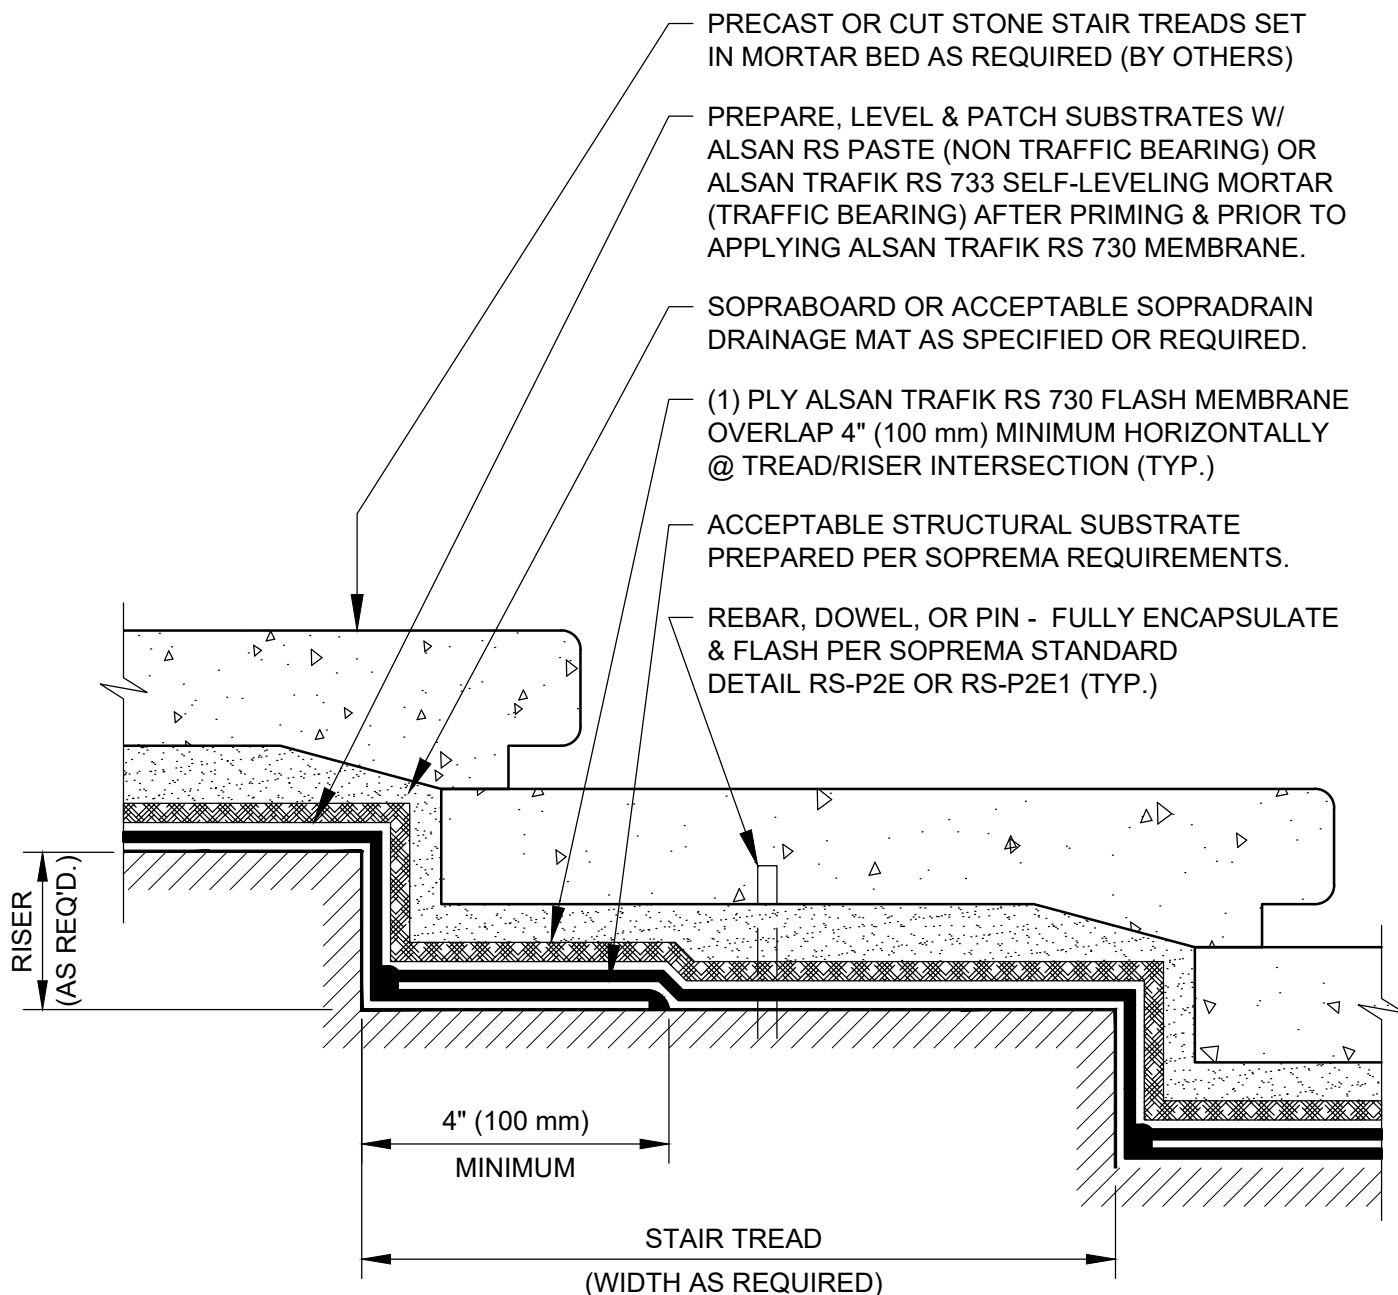 PRECAST OR CUT STONE STAIR TREADS SET
IN MORTAR BED AS REQUIRED (BY OTHERS)
PREPARE, LEVEL & PATCH SUBSTRATES W/
ALSAN RS PASTE (NON TRAFFIC BEARING) OR
ALSAN TRAFIK RS 733 SELF-LEVELING MORTAR
(TRAFFIC BEARING) AFTER PRIMING & PRIOR TO
APPLYING ALSAN TRAFIK RS 730 MEMBRANE.
SOPRABOARD OR ACCEPTABLE SOPRADRAIN
DRAINAGE MAT AS SPECIFIED OR REQUIRED.
(1) PLY ALSAN TRAFIK RS 730 FLASH MEMBRANE
OVERLAP 4" (100 mm) MINIMUM HORIZONTALLY
@ TREAD/RISER INTERSECTION (TYP.)
ACCEPTABLE STRUCTURAL SUBSTRATE
PREPARED PER SOPREMA REQUIREMENTS.
REBAR, DOWEL, OR PIN - FULLY ENCAPSULATE
& FLASH PER SOPREMA STANDARD
DETAIL RS-P2E OR RS-P2E1 (TYP.)
RISER
(AS REQ'D.)
4" (100 mm)
MINIMUM
STAIR TREAD
(WIDTH AS REQUIRED)